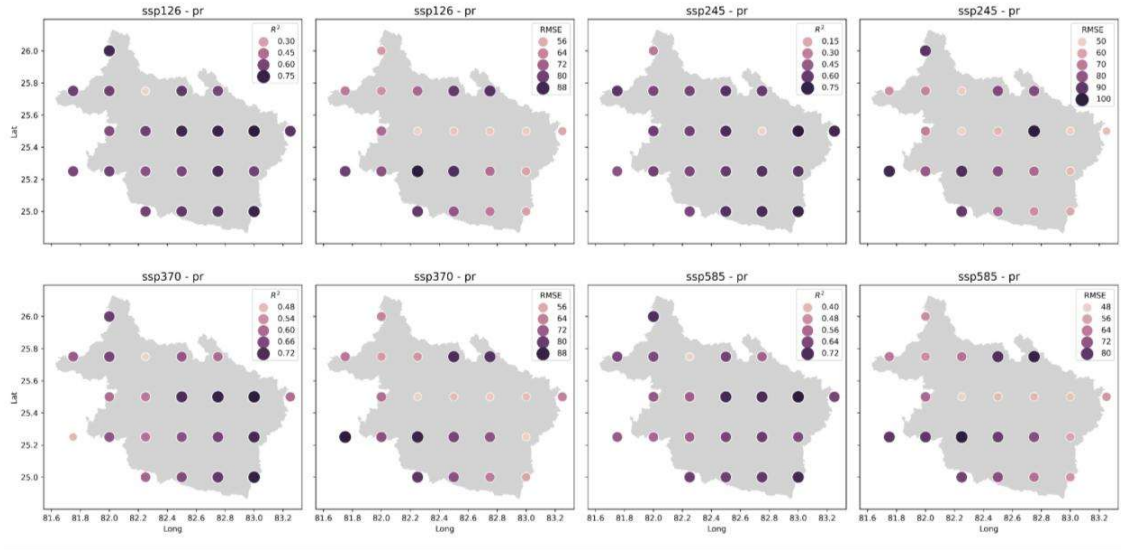 ssp126 - pr
ssp126 - pr
ssp245 - pr
ssp245 - pr
R²
0.30
0.45
0.60
0.75
RMSE
56
64
72
80
88
R²
0.15
0.30
0.45
0.60
0.75
RMSE
50
60
70
80
90
100
26.0
25.8
25.6
25.4
25.2
25.0
Lat
ssp370 - pr
ssp370 - pr
ssp585 - pr
ssp585 - pr
R²
0.48
0.54
0.60
0.66
0.72
RMSE
56
64
72
80
88
R²
0.40
0.48
0.56
0.64
0.72
RMSE
48
56
64
72
80
26.0
25.8
25.6
25.4
25.2
25.0
Lat
81.6 81.8 82.0 82.2 82.4 82.6 82.8 83.0 83.2
81.6 81.8 82.0 82.2 82.4 82.6 82.8 83.0 83.2
81.6 81.8 82.0 82.2 82.4 82.6 82.8 83.0 83.2
81.6 81.8 82.0 82.2 82.4 82.6 82.8 83.0 83.2
Long
Long
Long
Long